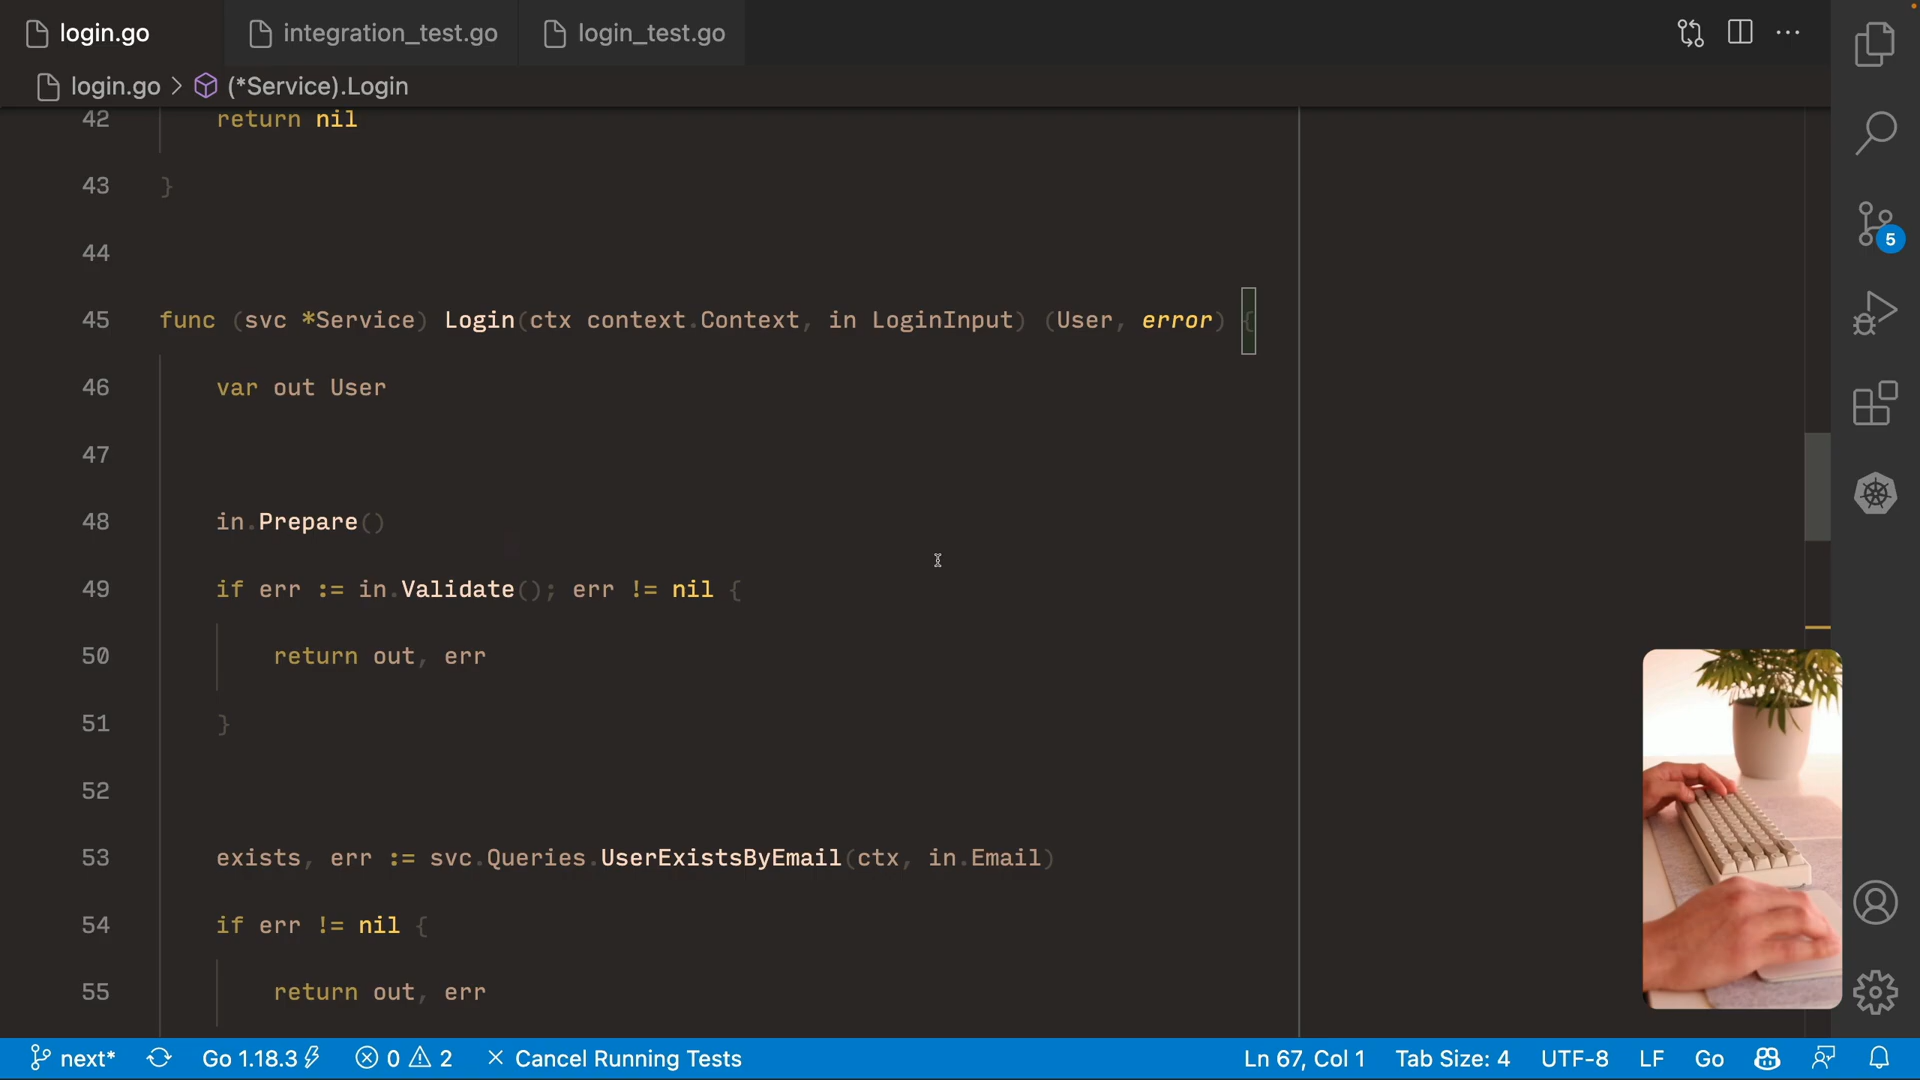 login.go
integration_test.go
login_test.go
login.go > (*Service).Login
42 return nil
43 }
44
45 func (svc *Service) Login(ctx context.Context, in LoginInput) (User, error) {
46 var out User
47
48 in.Prepare()
49 if err := in.Validate(); err != nil {
50 return out, err
51 }
52
53 exists, err := svc.Queries.UserExistsByEmail(ctx, in.Email)
54 if err != nil {
55 return out, err
5
next* Go 1.18.3 0 2 Cancel Running Tests Ln 67, Col 1 Tab Size: 4 UTF-8 LF Go